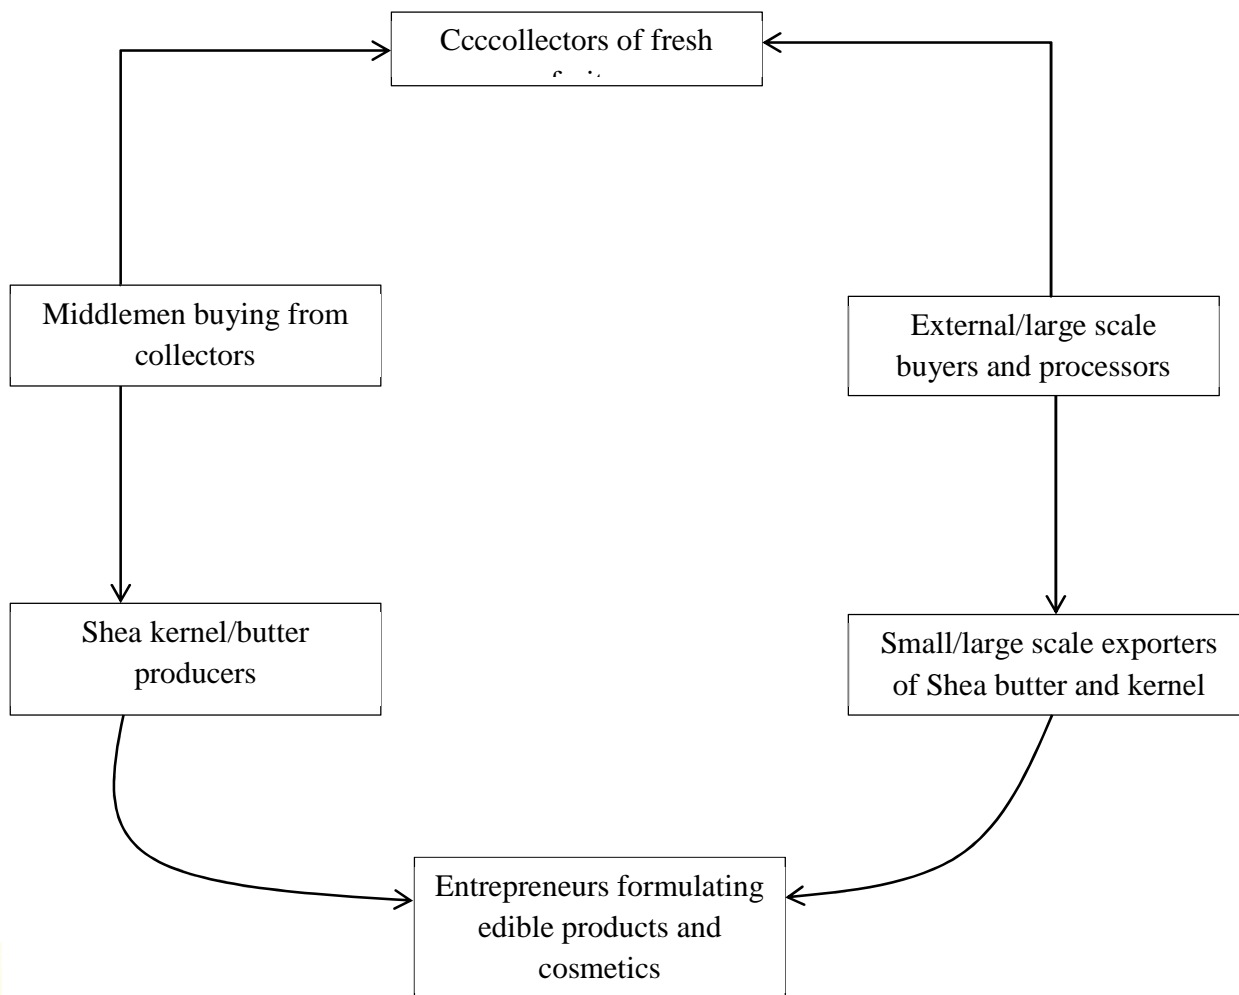 Ccccollectors of fresh
Middlemen buying from
collectors
External/large scale
buyers and processors
Shea kernel/butter
producers
Small/large scale exporters
of Shea butter and kernel
Entrepreneurs formulating
edible products and
cosmetics